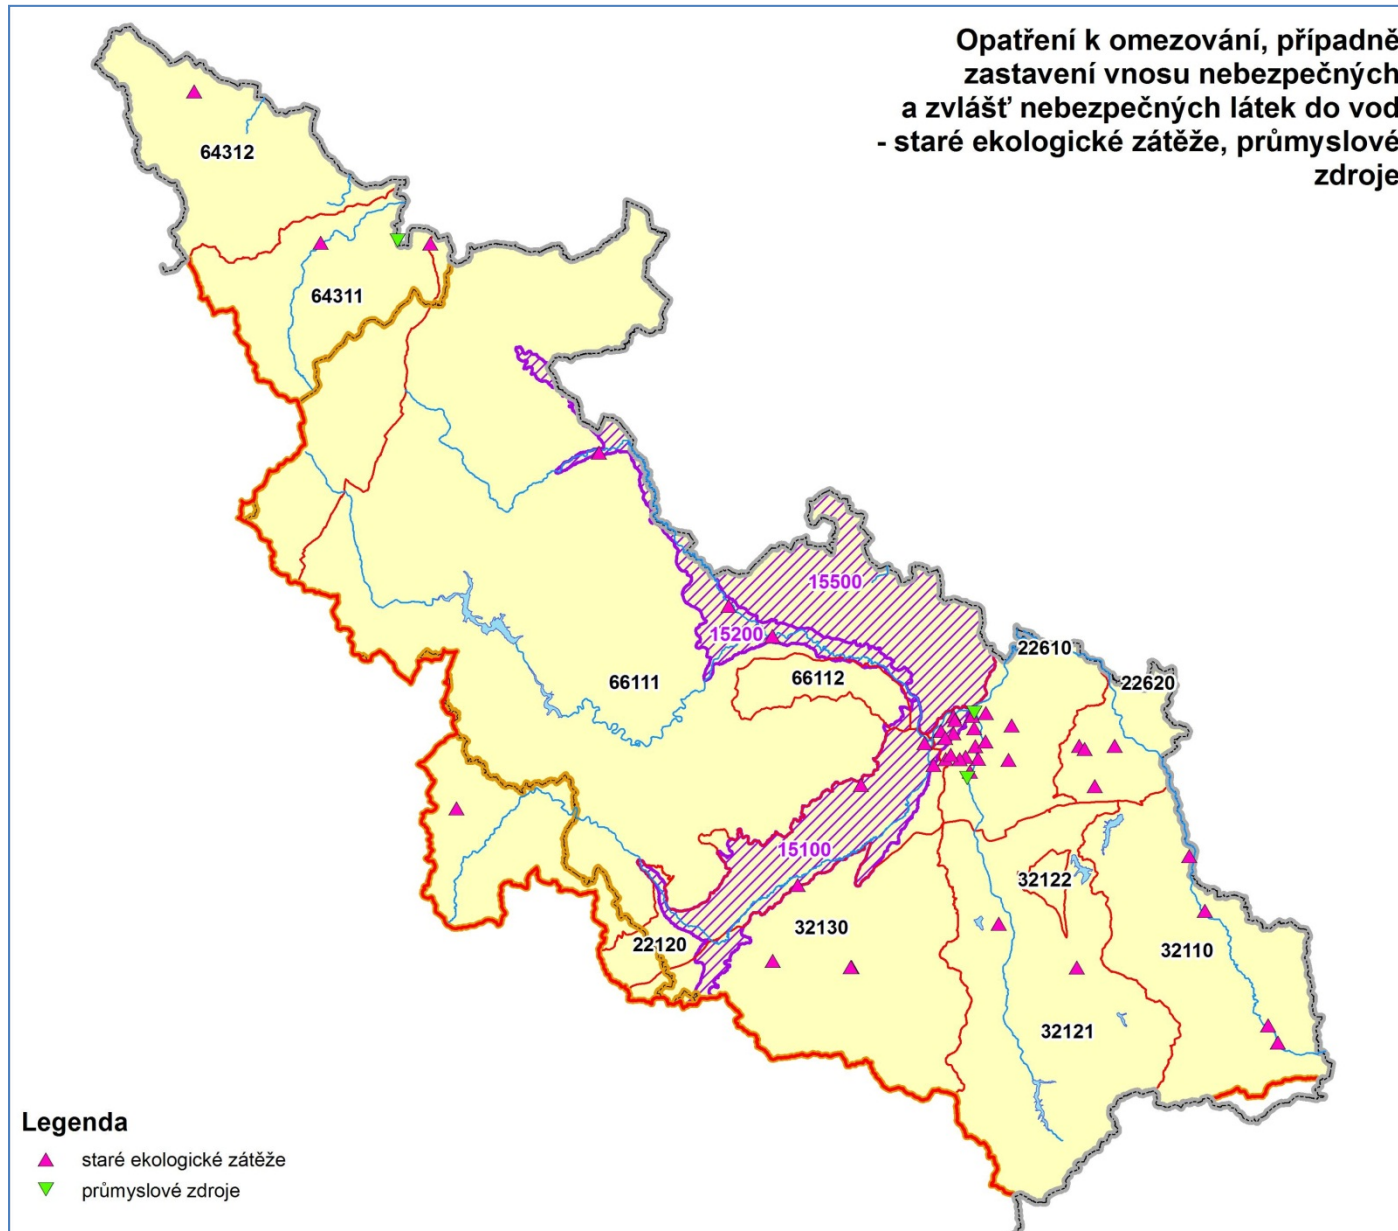 Opatření k omezování, případně
zastavení vnosu nebezpečných
a zvlášť nebezpečných látek do vod
- staré ekologické zátěže, průmyslové
zdroje
64312
64311
15500
15200
22610
66111
66112
22620
15100
32122
32130
22120
32110
32121
Legenda
staré ekologické zátěže
průmyslové zdroje